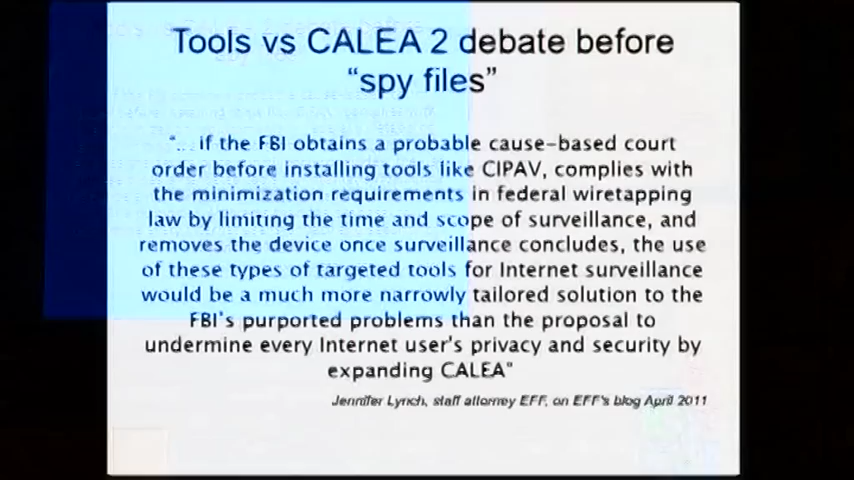 Tools vs CALEA 2 debate before
"spy files"
"... if the FBI obtains a probable cause-based court
order before installing tools like CIPAV, complies with
the minimization requirements in federal wiretapping
law by limiting the time and scope of surveillance, and
removes the device once surveillance concludes, the use
of these types of targeted tools for Internet surveillance
would be a much more narrowly tailored solution to the
FBI's purported problems than the proposal to
undermine every Internet user's privacy and security by
expanding CALEA"
Jennifer Lynch, staff attorney EFF, on EFF's blog April 2011